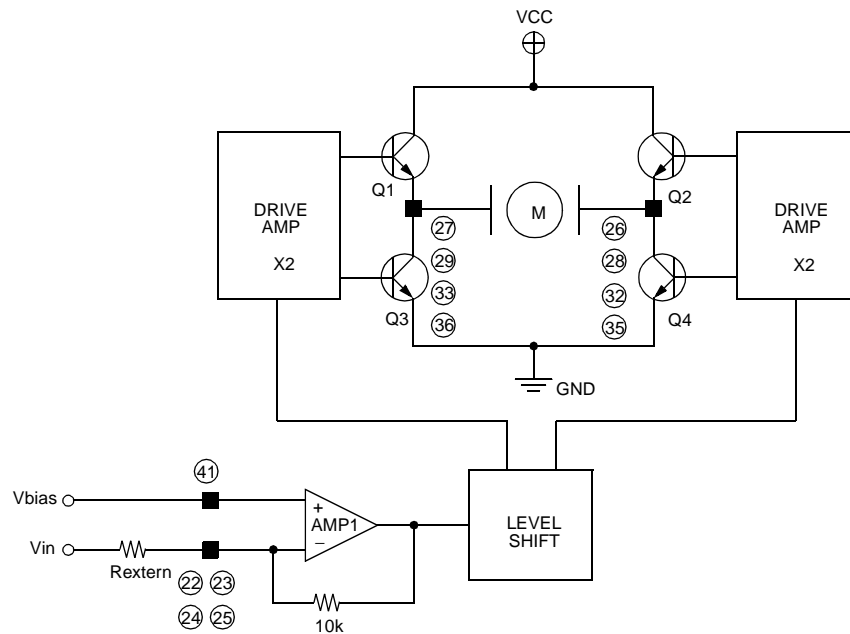 VCC
Q1
Q2
DRIVE
AMP
X2
M
DRIVE
AMP
X2
27
26
29
28
33
32
36
35
Q3
Q4
GND
41
Vbias
+
AMP1
−
LEVEL
SHIFT
Vin
Rextern
22 23
24 25
10k